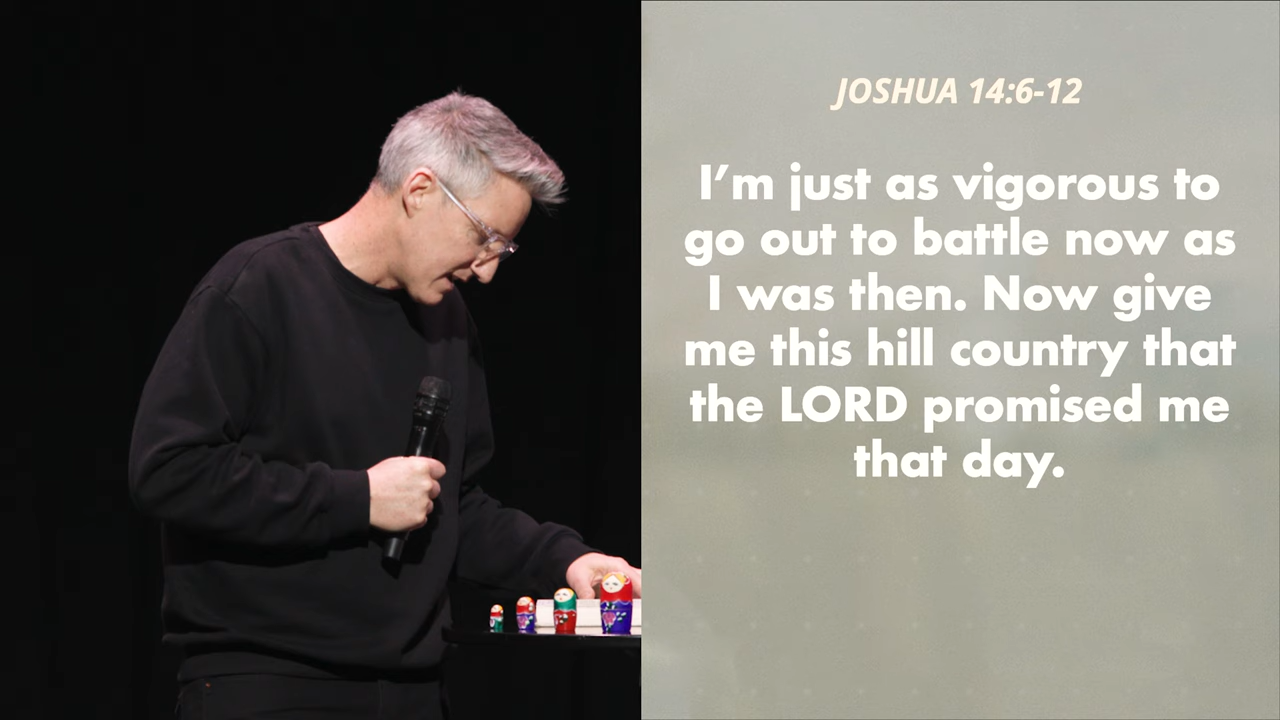 JOSHUA 14:6-12
I’m just as vigorous to
go out to battle now as
I was then. Now give
me this hill country that
the LORD promised me
that day.